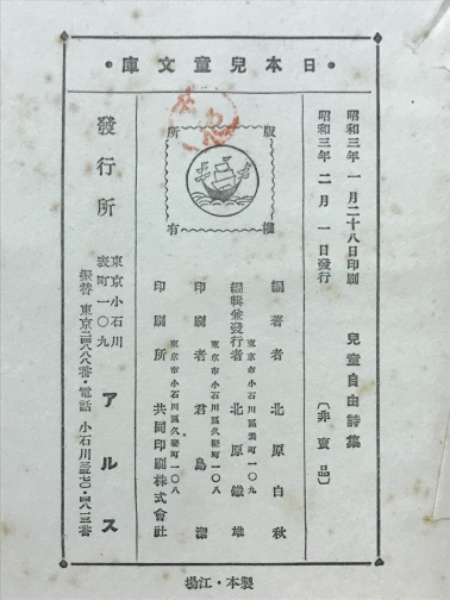 日本兒童文庫
昭和三年一月二十八日印刷
昭和三年二月一日發行
兒童自由詩集
〔非賣品〕
版權所有
編著者 北原白秋
東京市小石川區表町一〇九
編輯兼發行者 北原鐵雄
東京市小石川區久堅町一〇八
印刷者 君島潔
東京市小石川區久堅町一〇八
印刷所 共同印刷株式會社
發行所
東京小石川
表町一〇九
アルス
振替 東京二四八八八番・電話 小石川
製本・江揚